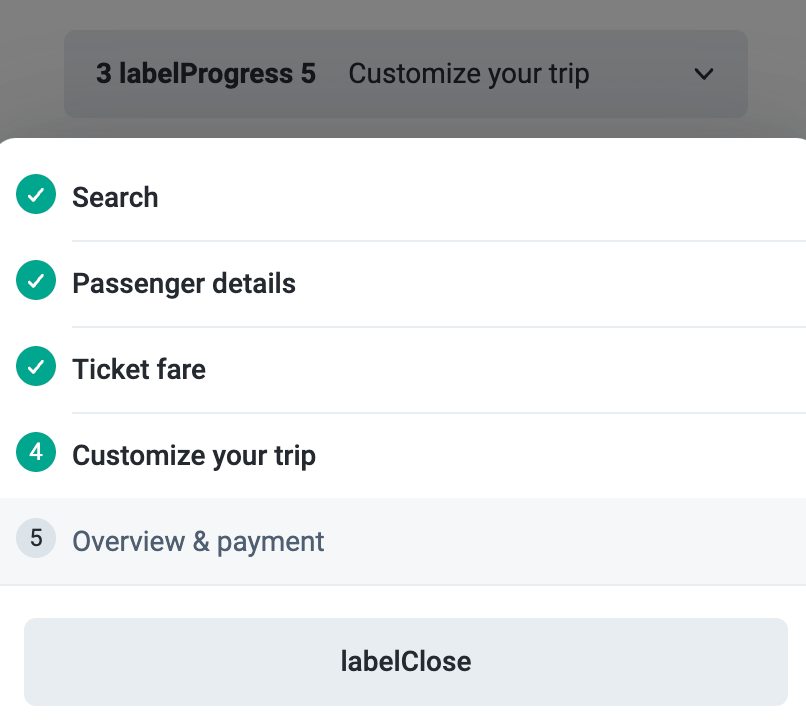 3 labelProgress 5 Customize your trip
Search
Passenger details
Ticket fare
4 Customize your trip
5 Overview & payment
labelClose